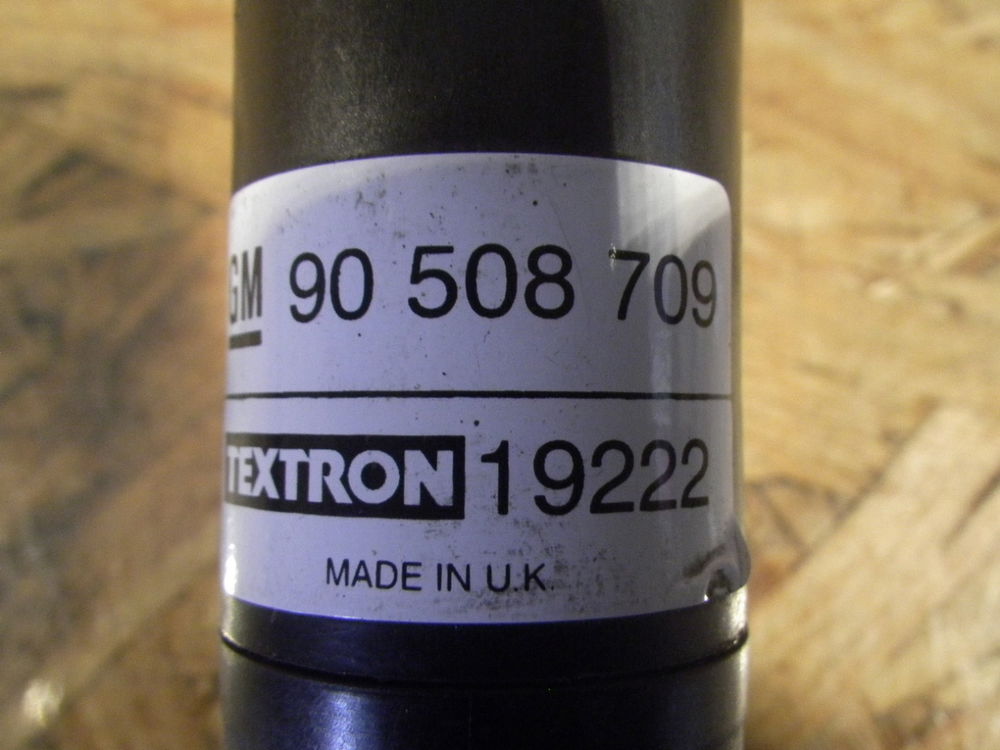 GM 90 508 709
TEXTRON 19222
MADE IN U.K.